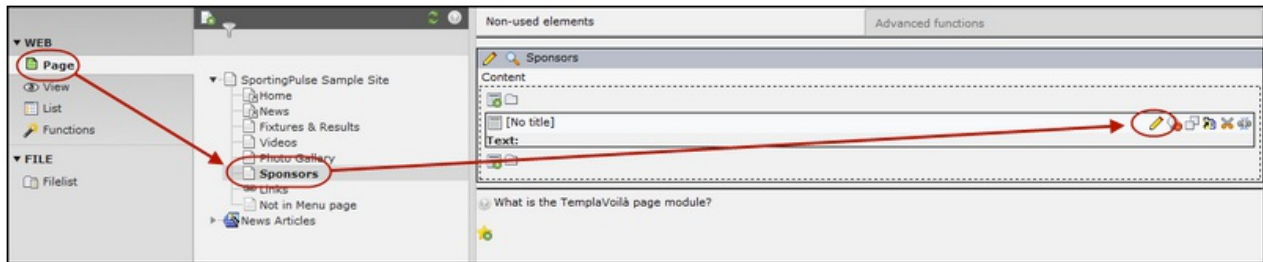 WEB
Page
View
List
Functions
FILE
Filelist
SportingPulse Sample Site
Home
News
Fixtures & Results
Videos
Photo Gallery
Sponsors
Links
Not in Menu page
News Articles
Non-used elements
Advanced functions
Sponsors
Content
[No title]
Text:
What is the TemplaVoilà page module?